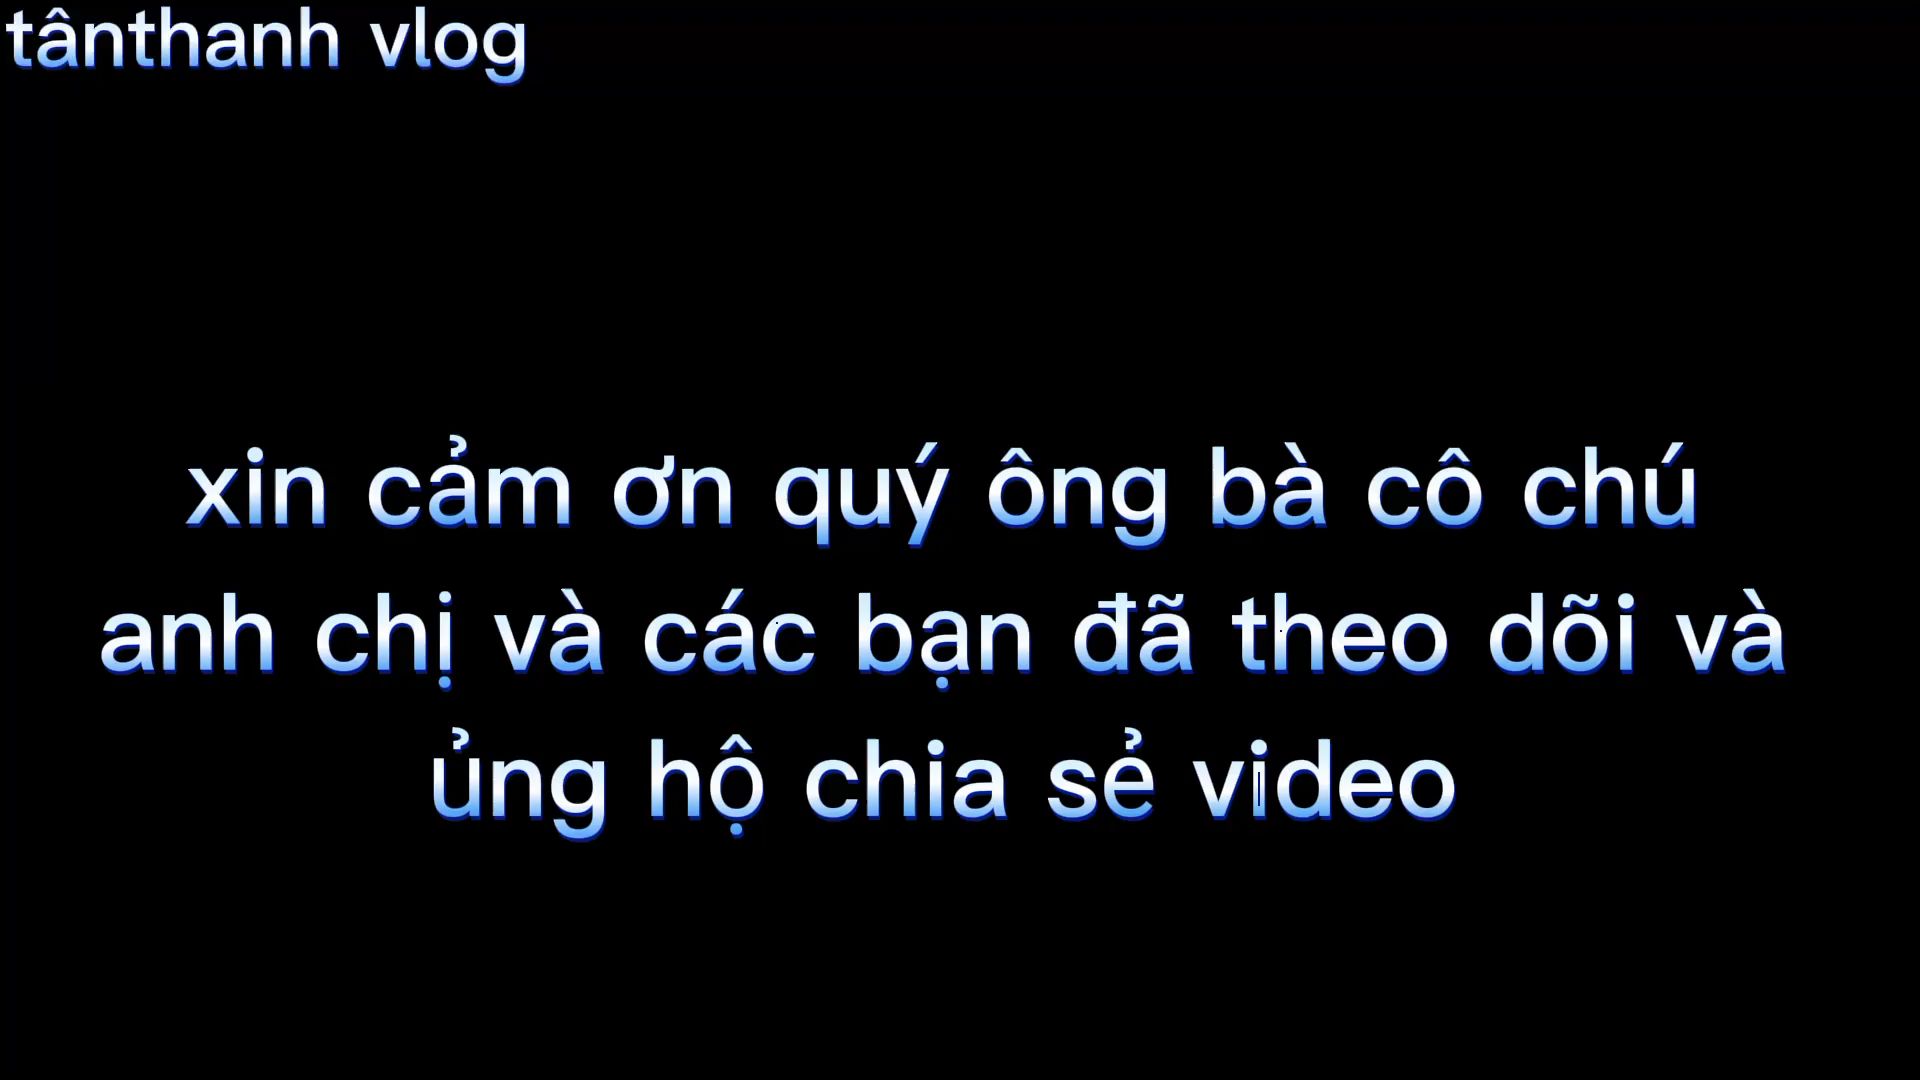 tânthanh vlog
xin cảm ơn quý ông bà cô chú
anh chị và các bạn đã theo dõi và
ủng hộ chia sẻ video